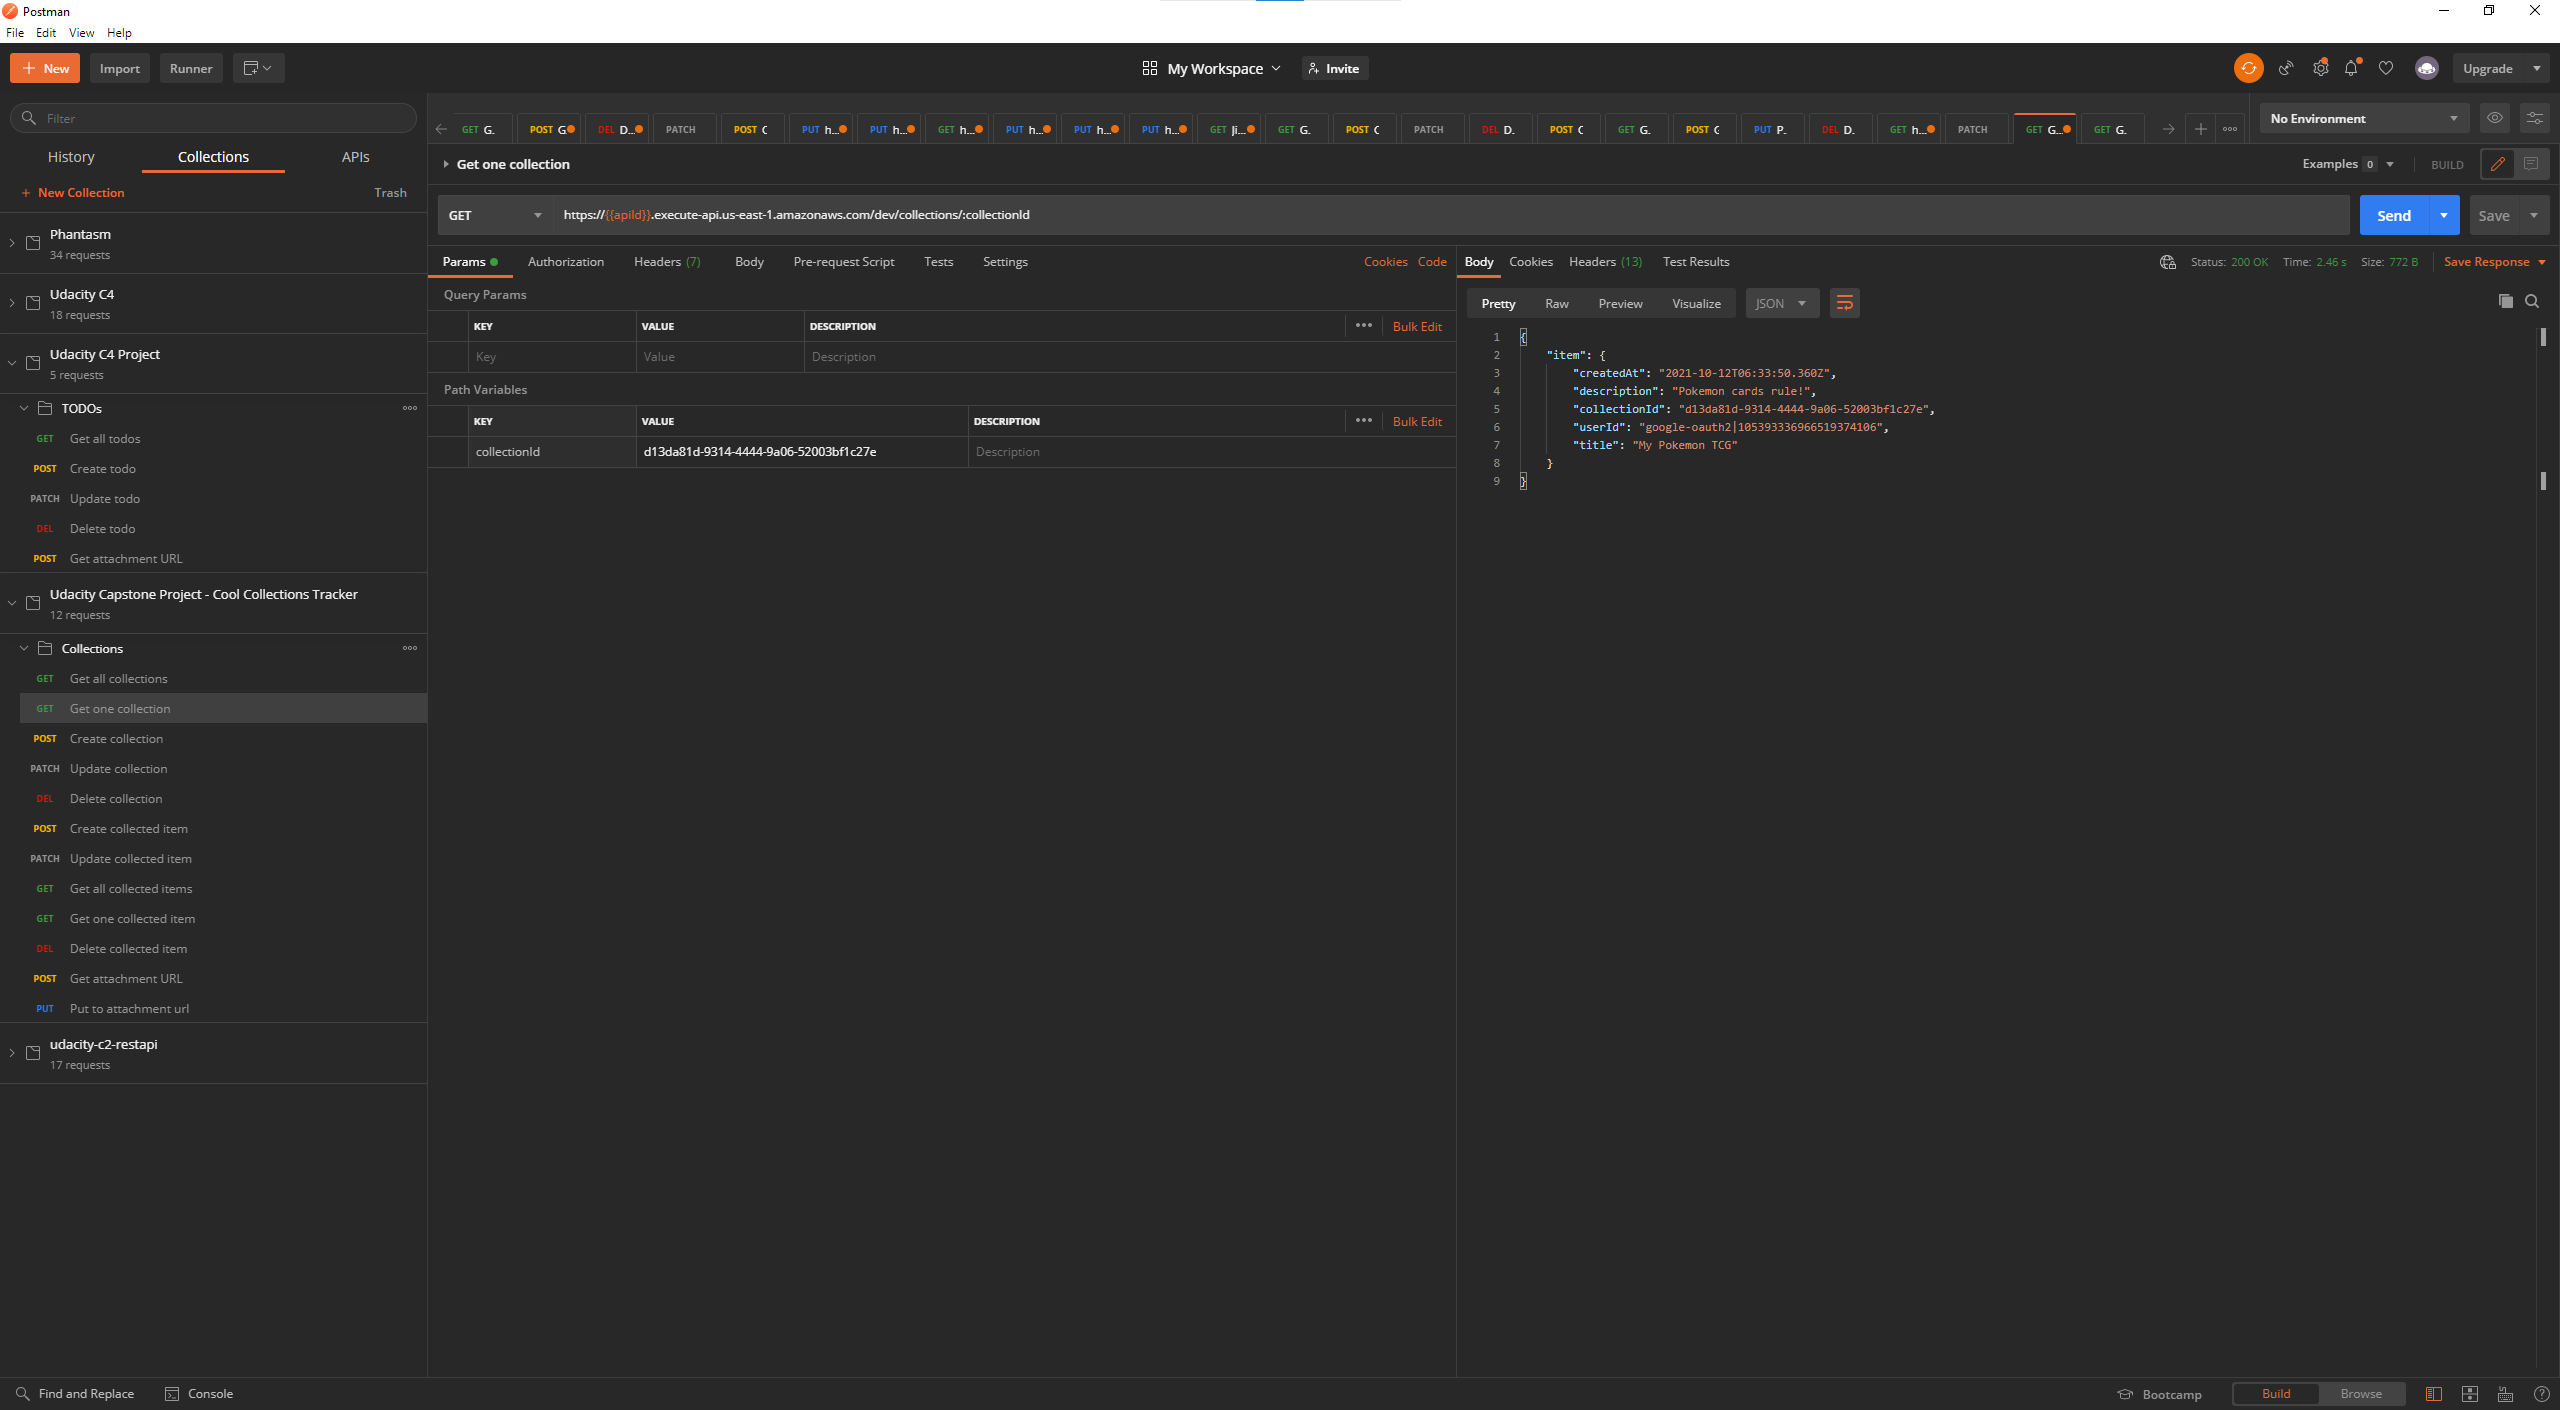 Postman
File Edit View Help
New Import Runner My Workspace Invite Upgrade
Filter
History Collections APIs
New Collection Trash
Phantasm
34 requests
Udacity C4
18 requests
Udacity C4 Project
5 requests
TODOs
GET Get all todos
POST Create todo
PATCH Update todo
DEL Delete todo
POST Get attachment URL
Udacity Capstone Project - Cool Collections Tracker
12 requests
Collections
GET Get all collections
GET Get one collection
POST Create collection
PATCH Update collection
DEL Delete collection
POST Create collected item
PATCH Update collected item
GET Get all collected items
GET Get one collected item
DEL Delete collected item
POST Get attachment URL
PUT Put to attachment url
udacity-c2-restapi
17 requests
GET G. POST G DEL D... PATCH POST C PUT h... PUT h... GET h... PUT h... PUT h... PUT h... GET Ji... GET G. POST C PATCH DEL D. POST C GET G. POST G PUT P. DEL D. GET h... PATCH GET G... GET G.
No Environment
Get one collection Examples 0 BUILD
GET https://{{apiId}}.execute-api.us-east-1.amazonaws.com/dev/collections/:collectionId Send Save
Params Authorization Headers (7) Body Pre-request Script Tests Settings Cookies Code
Query Params
KEY VALUE DESCRIPTION Bulk Edit
Key Value Description
Path Variables
KEY VALUE DESCRIPTION Bulk Edit
collectionId d13da81d-9314-4444-9a06-52003bf1c27e Description
Body Cookies Headers (13) Test Results Status: 200 OK Time: 2.46 s Size: 772 B Save Response
Pretty Raw Preview Visualize JSON
1 {
2 "item": {
3 "createdAt": "2021-10-12T06:33:50.360Z",
4 "description": "Pokemon cards rule!",
5 "collectionId": "d13da81d-9314-4444-9a06-52003bf1c27e",
6 "userId": "google-oauth2|105393336966519374106",
7 "title": "My Pokemon TCG"
8 }
9 }
Find and Replace Console Bootcamp Build Browse